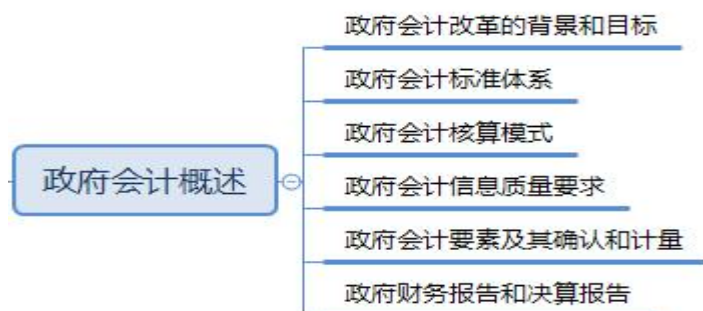 政府会计改革的背景和目标
政府会计标准体系
政府会计核算模式
政府会计概述
政府会计信息质量要求
政府会计要素及其确认和计量
政府财务报告和决算报告